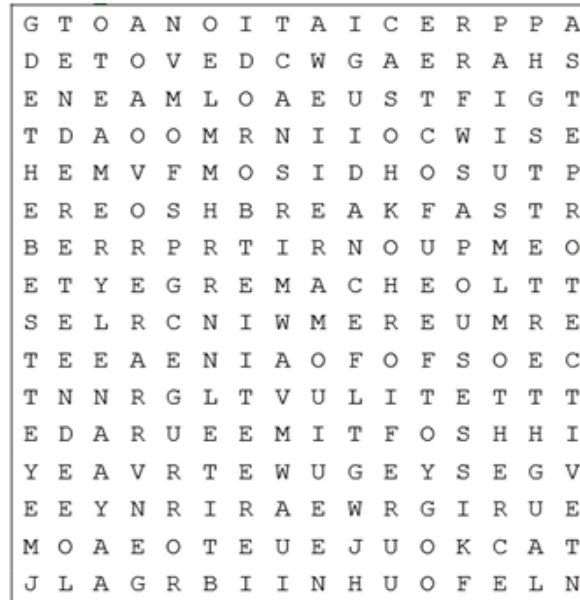 G T O A N O I T A I C E R P P A
D E T O V E D C W G A E R A H S
E N E A M L O A E U S T F I G T
T D A O O M R N I I O C W I S E
H E M V F M O S I D H O S U T P
E R E O S H B R E A K F A S T R
B E R R P R T I R N O U P M E O
E T Y E G R E M A C H E O L T T
S E L R C N I W M E R E U M R E
T E E A E N I A O F O F S O E C
T N N R G L T V U L I T E T T T
E D A R U E E M I T F O S H H I
Y E A V R T E W U G E Y S E G V
E E Y N R I R A E W R G I R U E
M O A E O T E U E J U O K C A T
J L A G R B I I N H U O F E L N